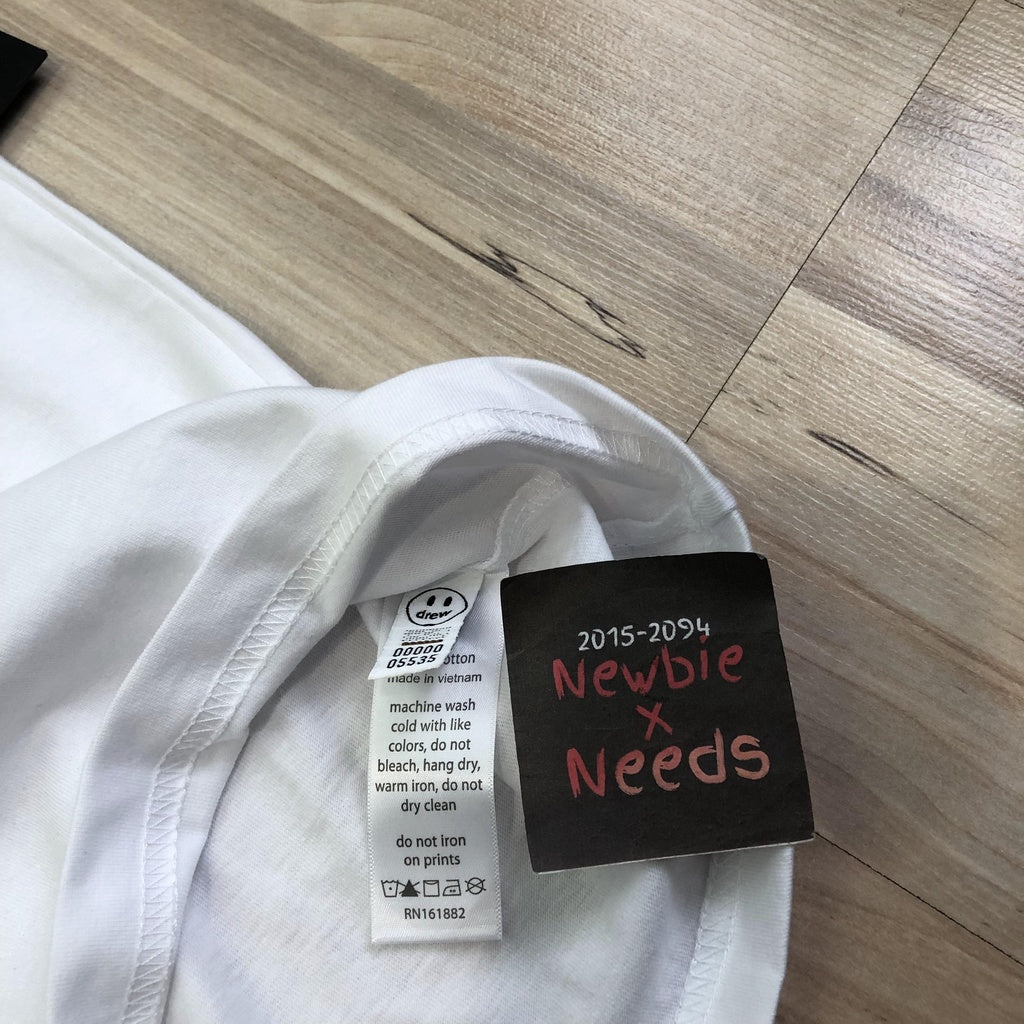 drew
00000
05535
otton
made in vietnam
machine wash
cold with like
colors, do not
bleach, hang dry,
warm iron, do not
dry clean
do not iron
on prints
RN161882
2015-2094
Newbie
x
Needs